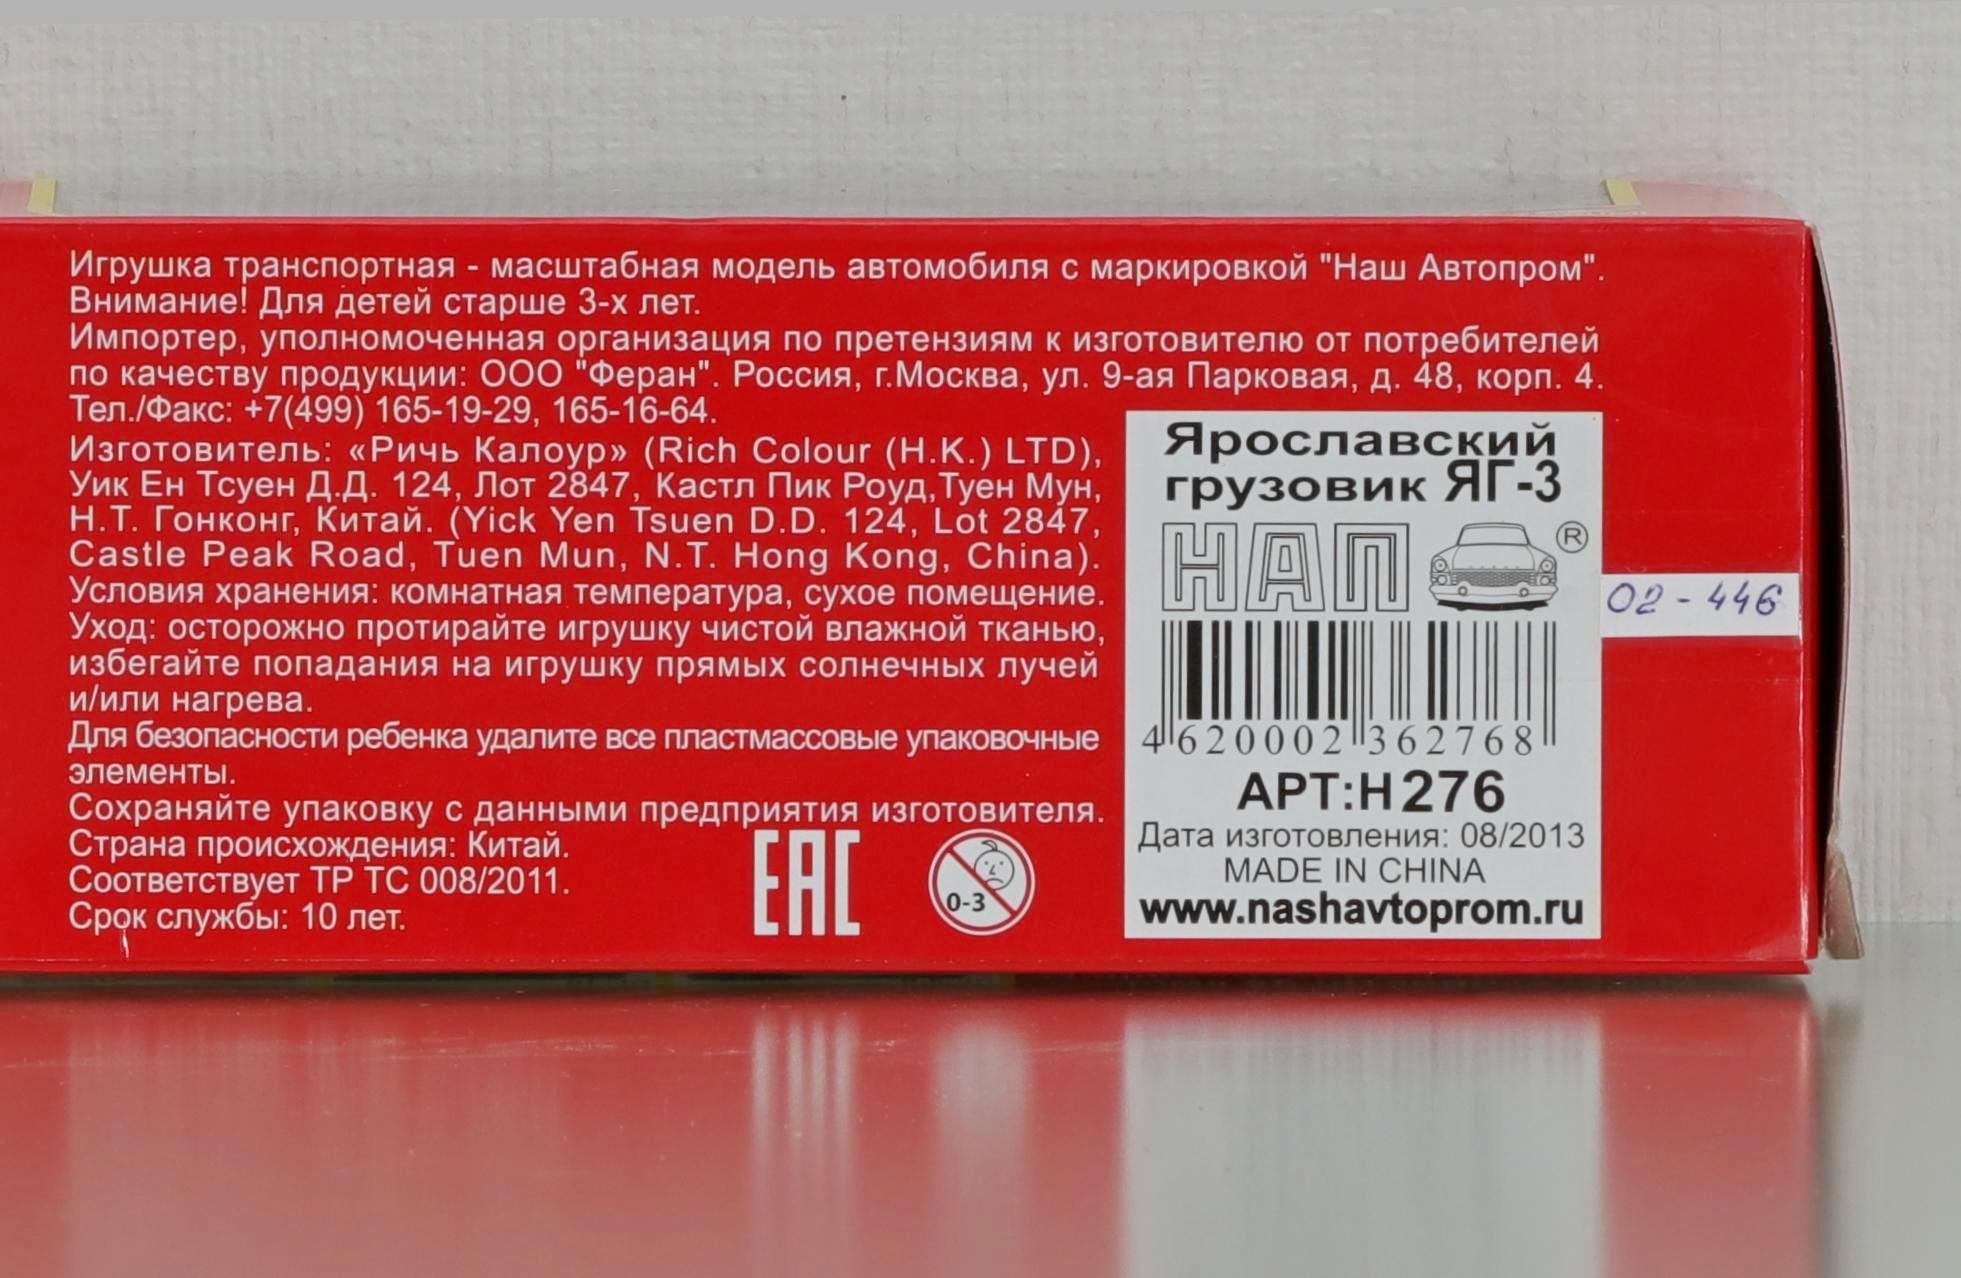 Игрушка транспортная - масштабная модель автомобиля с маркировкой "Наш Автопром".
Внимание! Для детей старше 3-х лет.
Импортер, уполномоченная организация по претензиям к изготовителю от потребителей
по качеству продукции: ООО "Феран". Россия, г.Москва, ул. 9-ая Парковая, д. 48, корп. 4.
Тел./Факс: +7(499) 165-19-29, 165-16-64.
Изготовитель: «Ричь Калоур» (Rich Colour (H.K.) LTD),
Уик Ен Тсуен Д.Д. 124, Лот 2847, Кастл Пик Роуд,Туен Мун,
Н.Т. Гонконг, Китай. (Yick Yen Tsuen D.D. 124, Lot 2847,
Castle Peak Road, Tuen Mun, N.T. Hong Kong, China).
Условия хранения: комнатная температура, сухое помещение.
Уход: осторожно протирайте игрушку чистой влажной тканью,
избегайте попадания на игрушку прямых солнечных лучей
и/или нагрева.
Для безопасности ребенка удалите все пластмассовые упаковочные
элементы.
Сохраняйте упаковку с данными предприятия изготовителя.
Страна происхождения: Китай.
Соответствует ТР ТС 008/2011.
Срок службы: 10 лет.
EAC
0-3
Ярославский
грузовик ЯГ-3
НАП ®
4 620002 362768
АРТ:Н276
Дата изготовления: 08/2013
MADE IN CHINA
www.nashavtoprom.ru
02-446